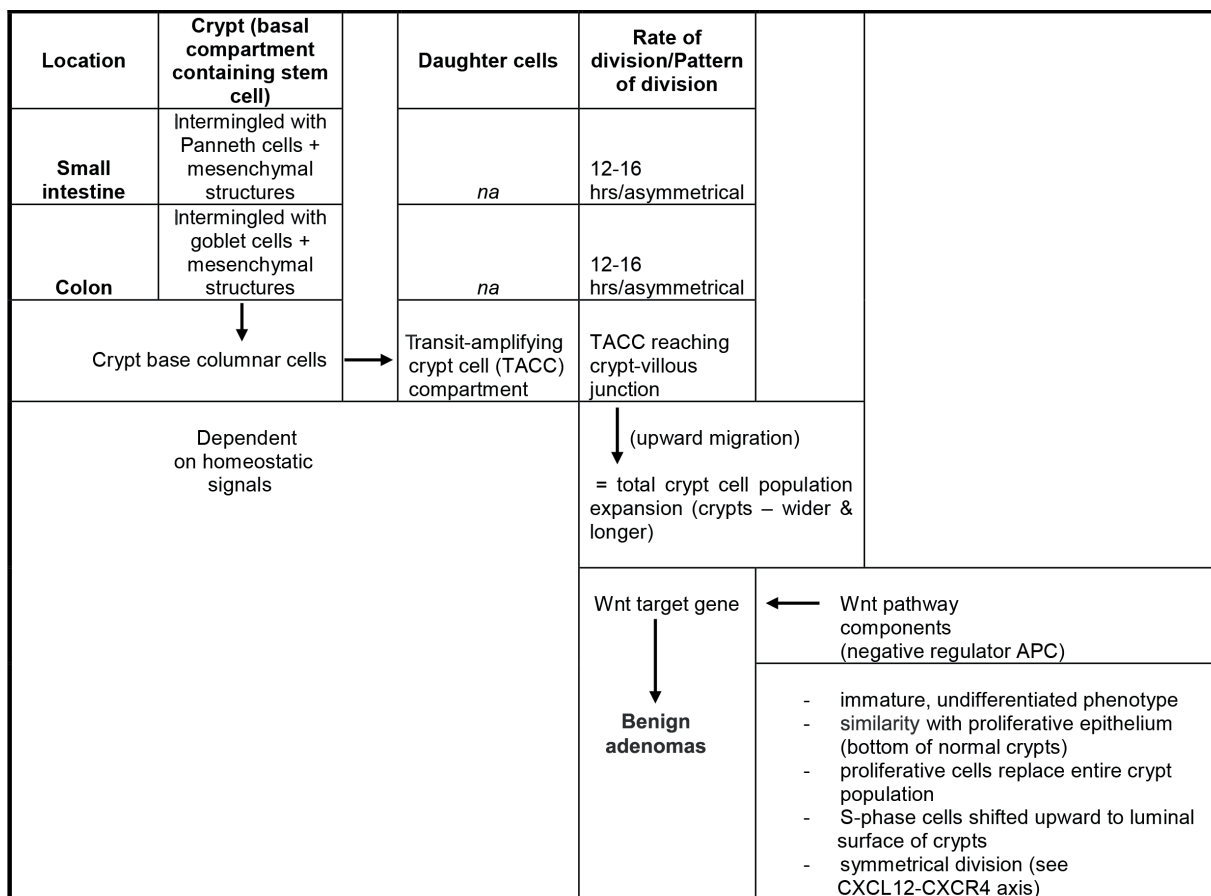 Location
Crypt (basal
compartment
containing stem
cell)
Daughter cells
Rate of
division/Pattern
of division
Small
intestine
Intermingled with
Panneth cells +
mesenchymal
structures
na
12-16
hrs/asymmetrical
Colon
Intermingled with
goblet cells +
mesenchymal
structures
na
12-16
hrs/asymmetrical
Crypt base columnar cells
Transit-amplifying
crypt cell (TACC)
compartment
TACC reaching
crypt-villous
junction
Dependent
on homeostatic
signals
(upward migration)
= total crypt cell population
expansion (crypts – wider &
longer)
Wnt target gene
Wnt pathway
components
(negative regulator APC)
Benign
adenomas
- immature, undifferentiated phenotype
- similarity with proliferative epithelium
(bottom of normal crypts)
- proliferative cells replace entire crypt
population
- S-phase cells shifted upward to luminal
surface of crypts
- symmetrical division (see
CXCL12-CXCR4 axis)